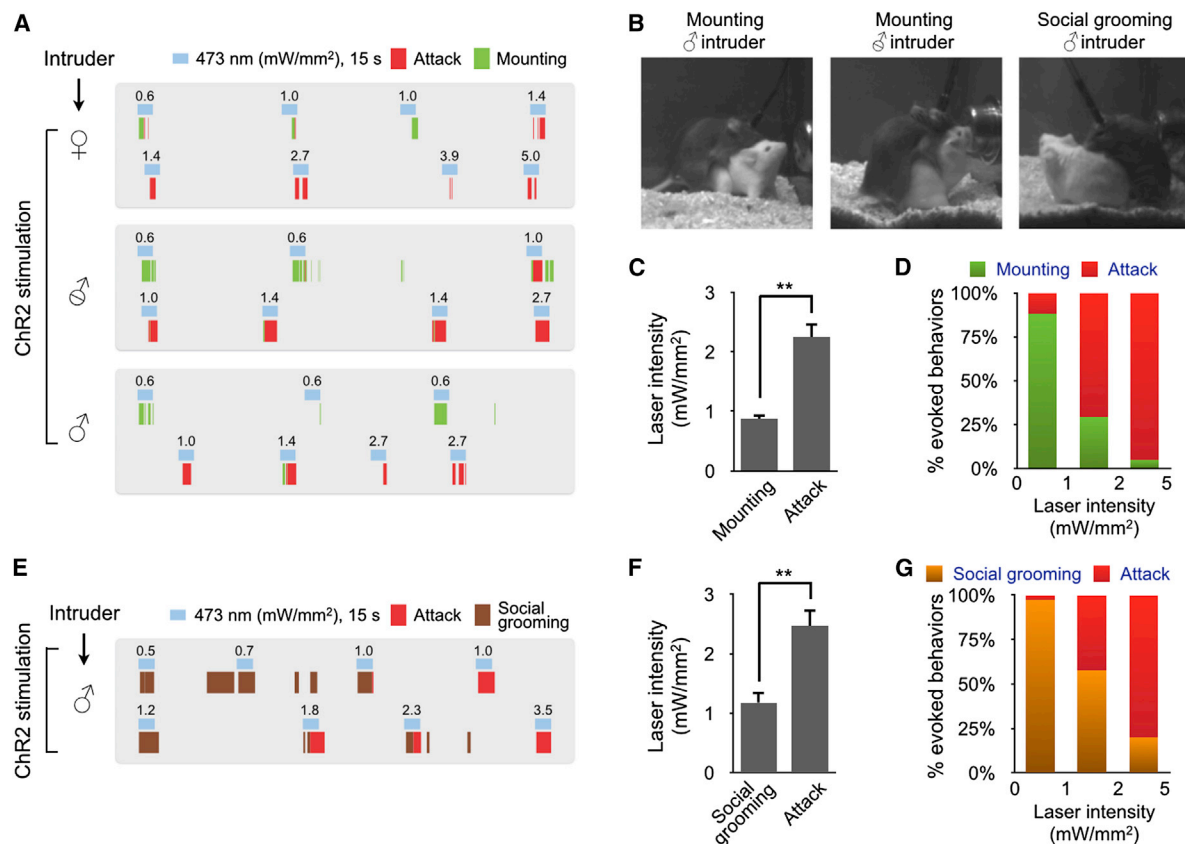 A
Intruder
473 nm (mW/mm²), 15 s Attack Mounting
ChR2 stimulation
♀
0.6 1.0 1.0 1.4
1.4 2.7 3.9 5.0
0.6 0.6 1.0
1.0 1.4 1.4 2.7
♂
0.6 0.6 0.6
1.0 1.4 2.7 2.7
B
Mounting
♂ intruder
Mounting
intruder
Social grooming
♂ intruder
C
Laser intensity
(mW/mm²)
3
2
1
0
**
Mounting
Attack
D
Mounting Attack
% evoked behaviors
100%
75%
50%
25%
0%
0 1 2 5
Laser intensity
(mW/mm²)
E
Intruder
473 nm (mW/mm²), 15 s Attack Social
grooming
ChR2 stimulation
♂
0.5 0.7 1.0 1.0
1.2 1.8 2.3 3.5
F
Laser intensity
(mW/mm²)
3
2
1
0
**
Social
grooming
Attack
G
Social grooming Attack
% evoked behaviors
100%
75%
50%
25%
0%
0 1 2 5
Laser intensity
(mW/mm²)